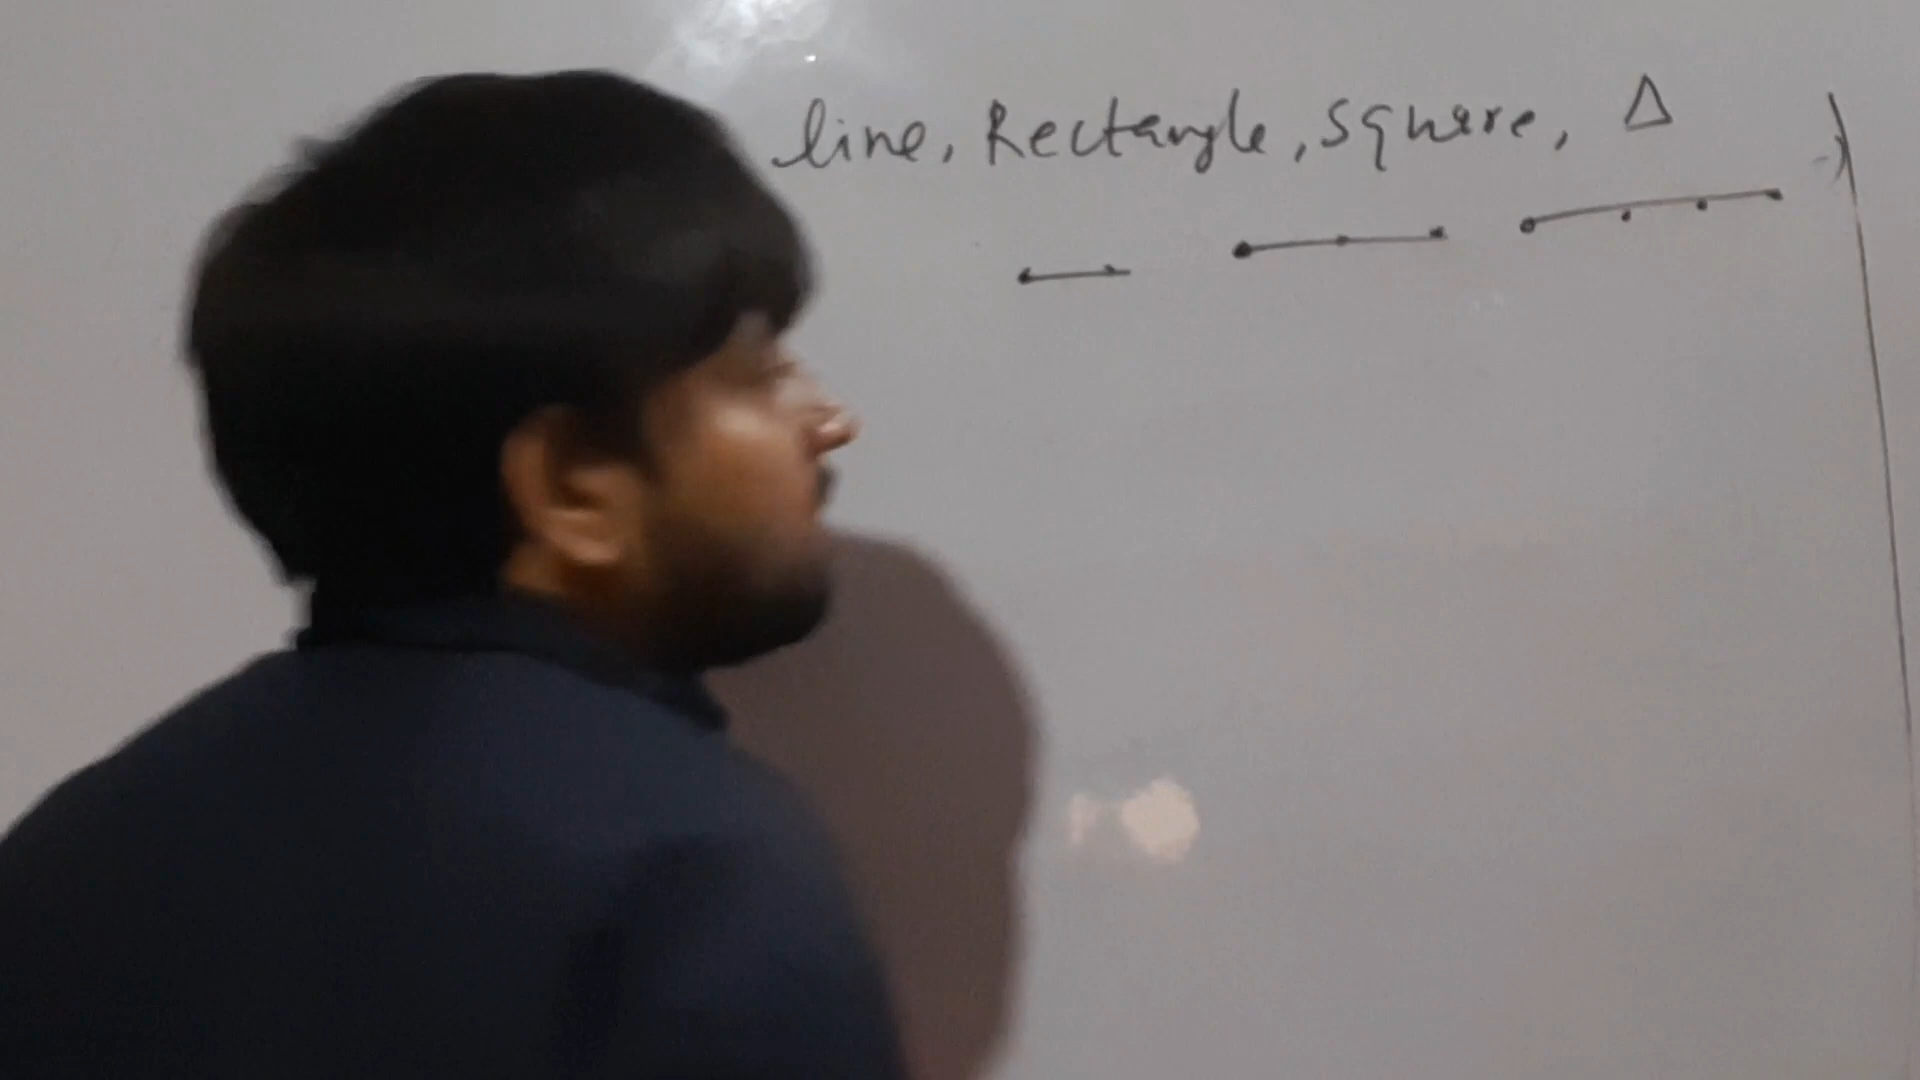 line, Rectangle, square, Δ